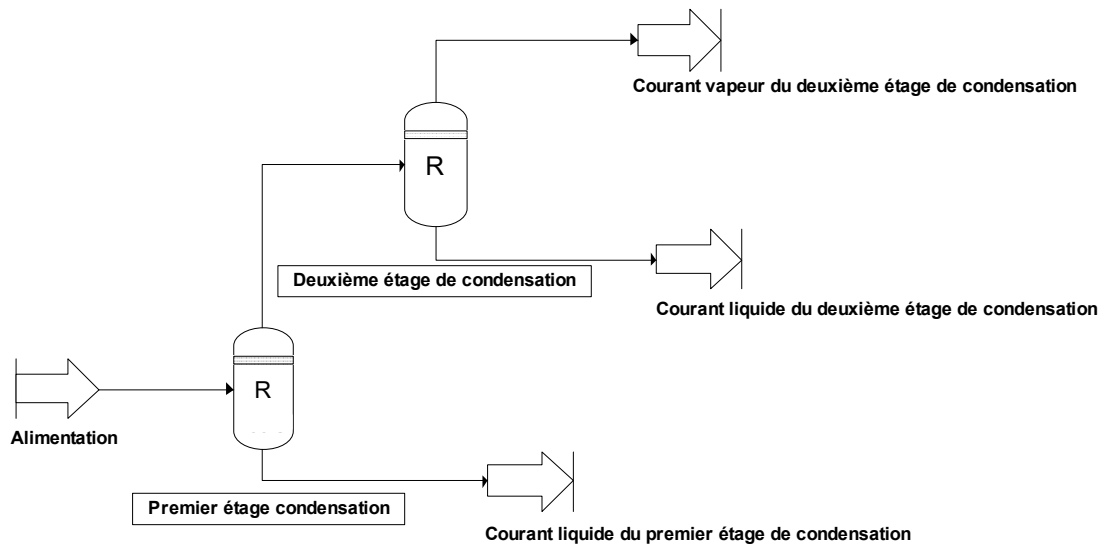 Courant vapeur du deuxième étage de condensation
R
Deuxième étage de condensation
Courant liquide du deuxième étage de condensation
R
Alimentation
Premier étage condensation
Courant liquide du premier étage de condensation